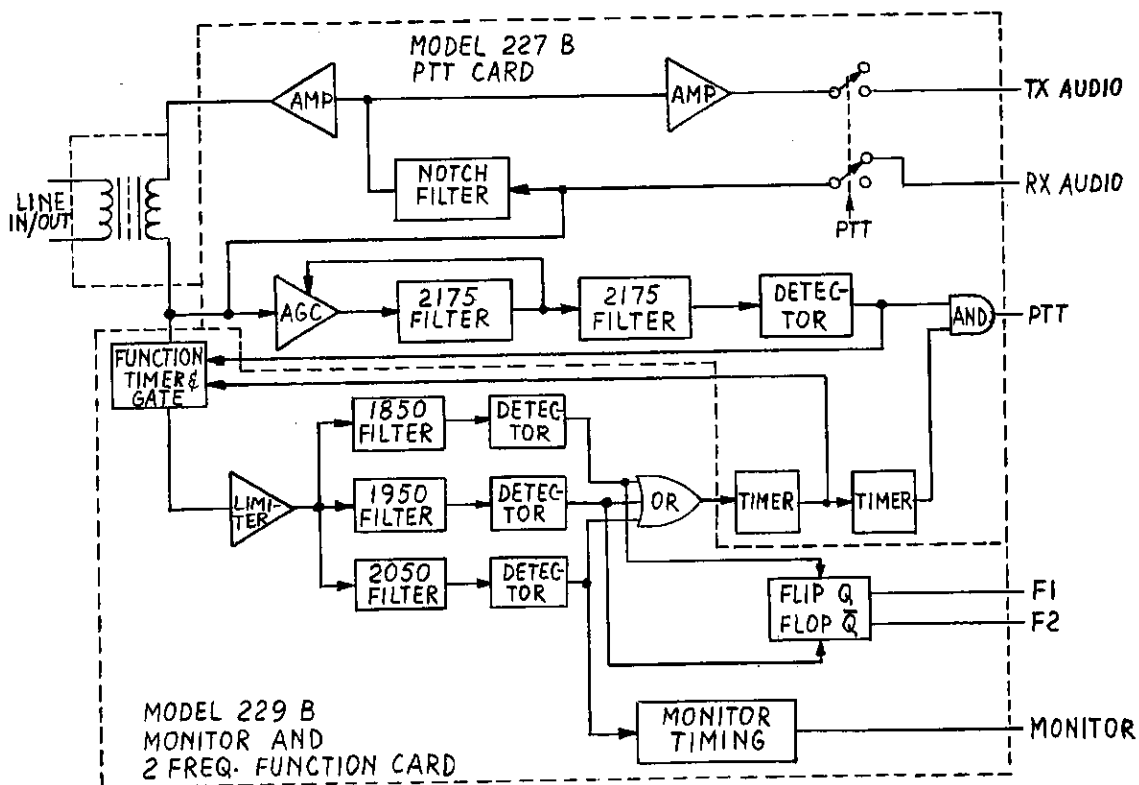 MODEL 227 B
PTT CARD
AMP
AMP
TX AUDIO
NOTCH
FILTER
RX AUDIO
LINE
IN/OUT
PTT
AGC
2175
FILTER
2175
FILTER
DETEC-
TOR
AND
PTT
FUNCTION
TIMER &
GATE
1850
FILTER
DETEC-
TOR
LIMI-
TER
1950
FILTER
DETEC-
TOR
OR
TIMER
TIMER
2050
FILTER
DETEC-
TOR
FLIP Q
FLOP Q̅
F1
F2
MODEL 229 B
MONITOR AND
2 FREQ. FUNCTION CARD
MONITOR
TIMING
MONITOR